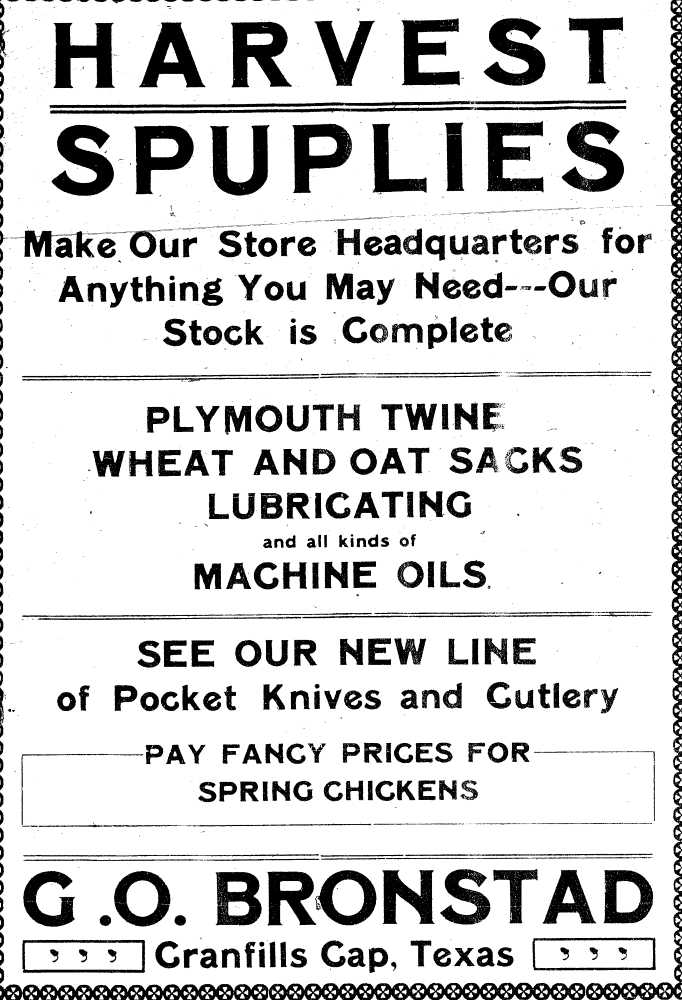 HARVEST
SPUPLIES
Make Our Store Headquarters for
Anything You May Need---Our
Stock is Complete
PLYMOUTH TWINE
WHEAT AND OAT SACKS
LUBRICATING
and all kinds of
MACHINE OILS.
SEE OUR NEW LINE
of Pocket Knives and Cutlery
PAY FANCY PRICES FOR
SPRING CHICKENS
G.O. BRONSTAD
, , , Cranfills Gap, Texas , , ,